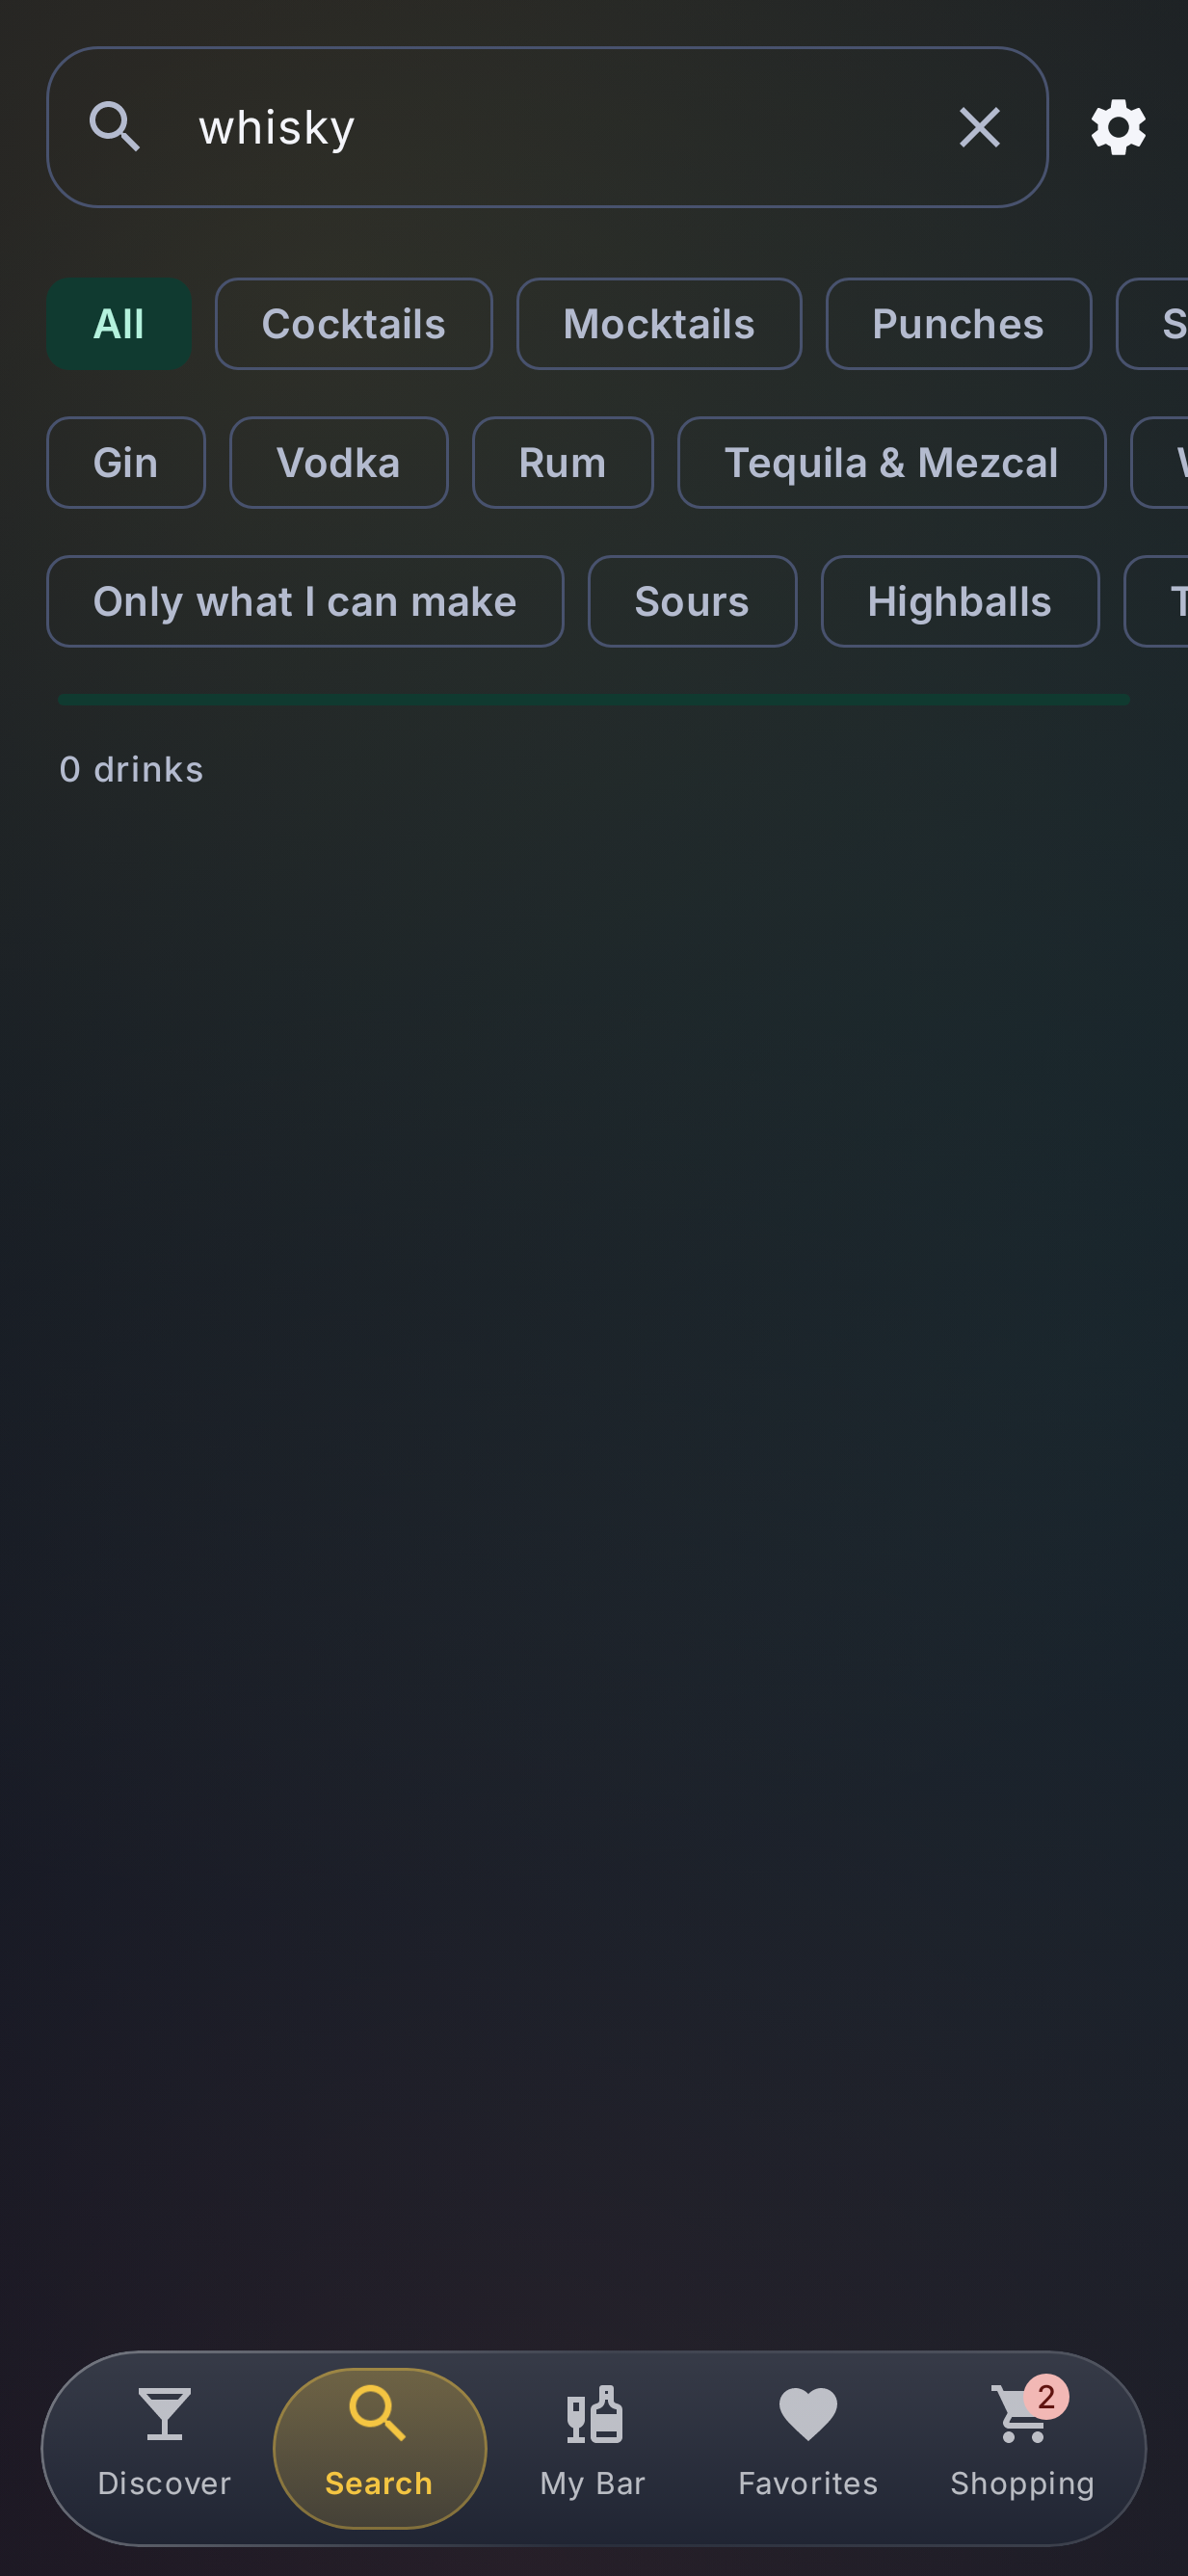 whisky
All Cocktails Mocktails Punches S
Gin Vodka Rum Tequila & Mezcal
Only what I can make Sours Highballs T
0 drinks
2
Discover Search My Bar Favorites Shopping